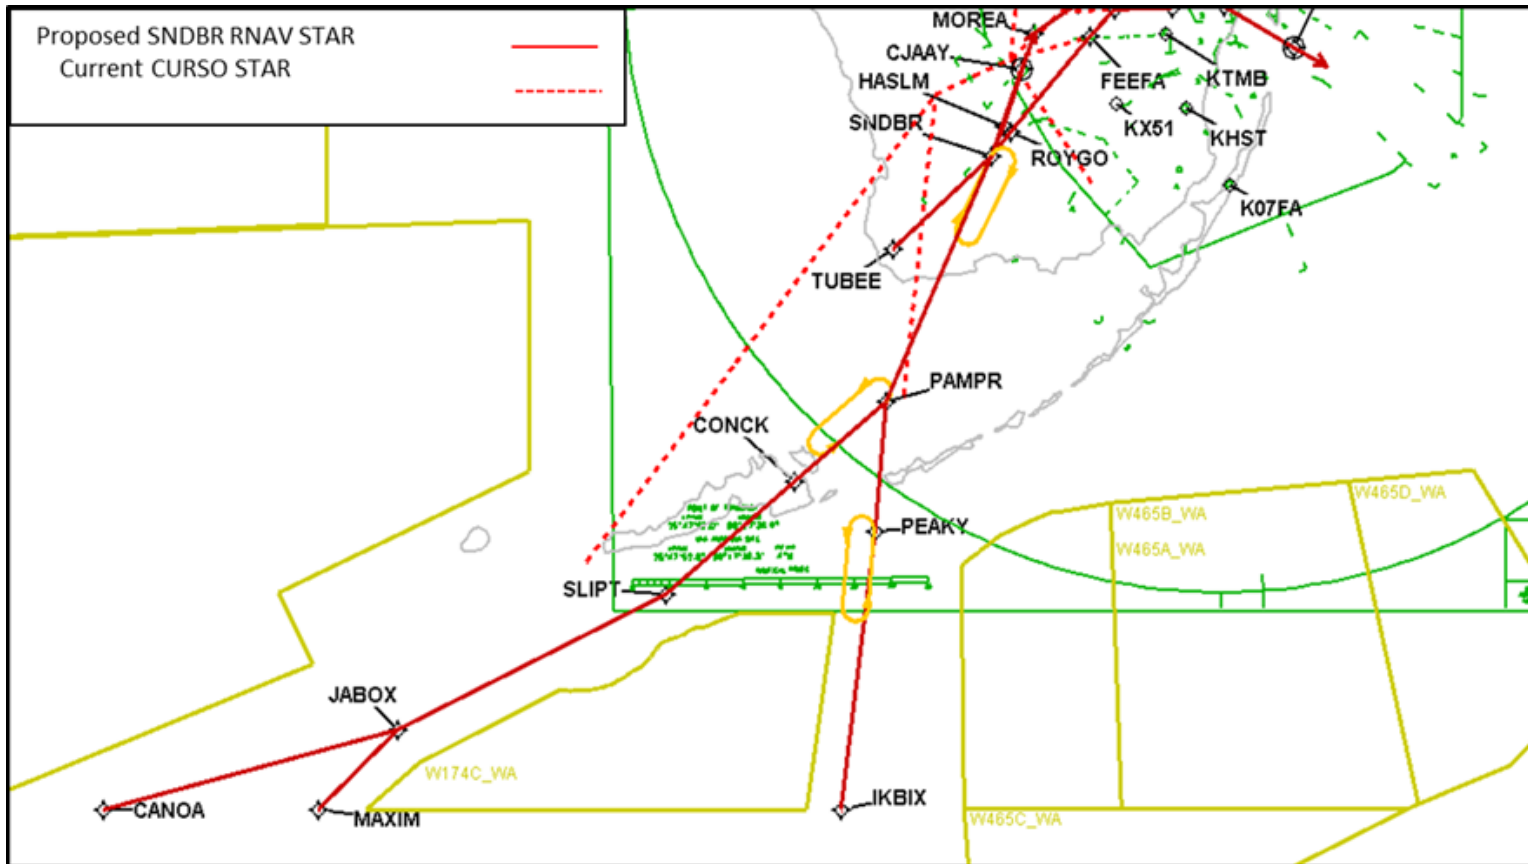 Proposed SNDBR RNAV STAR
Current CURSO STAR
MOREA
CJAAY
HASLM
SNDBR
FEEFA
KTMB
KX51
KHST
ROYGO
K07FA
TUBEE
PAMPR
CONCK
PEAKY
SLIPT
W465D_WA
W465B_WA
W465A_WA
JABOX
W174C_WA
CANOA
MAXIM
IKBIX
W465C_WA